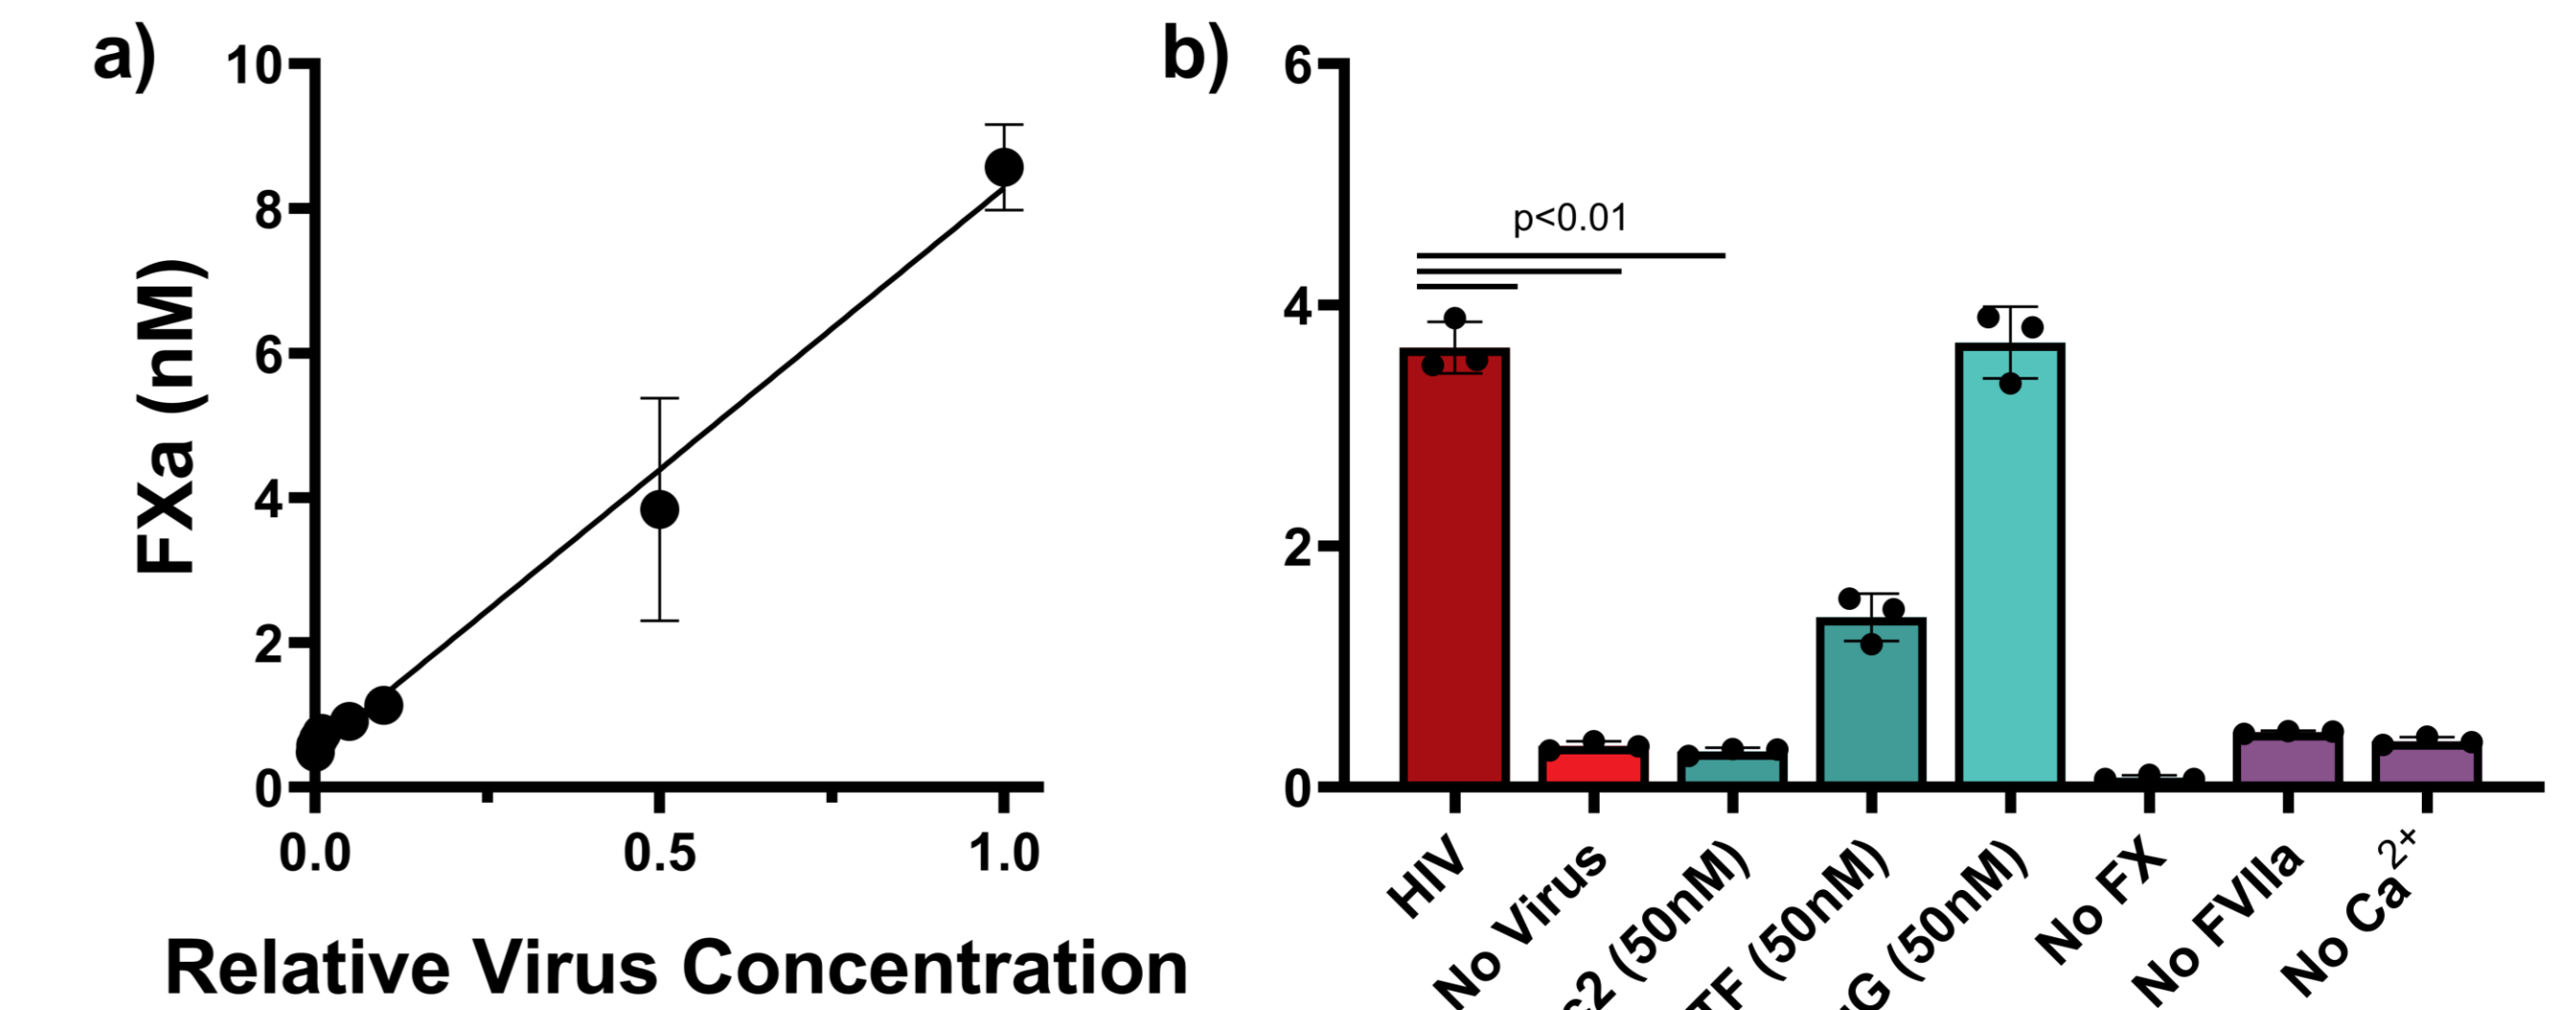 a)
10
8
6
4
2
0
FXa (nM)
0.0 0.5 1.0
Relative Virus Concentration
b)
6
4
2
0
p<0.01
HIV
No Virus
(50nM)
TF (50nM)
(50nM)
No FX
No FVIIa
No Ca²⁺